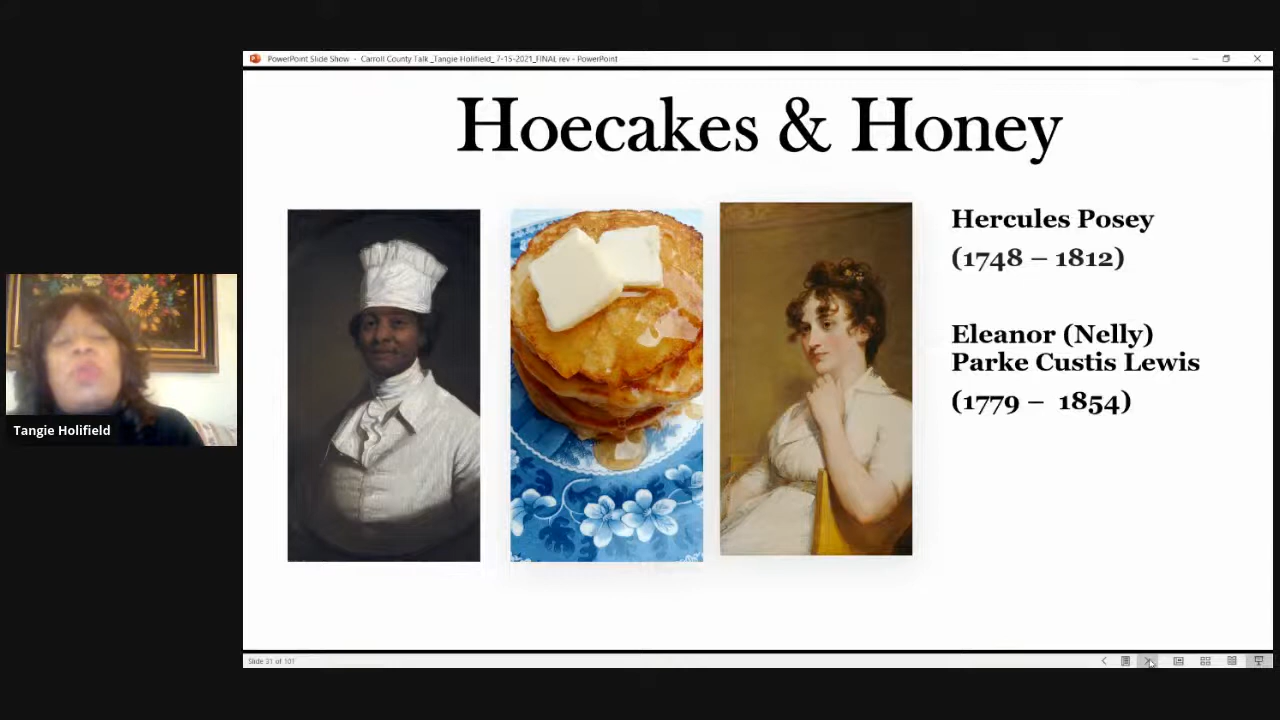 PowerPoint Slide Show - Carroll County Talk _Tangie Holifield_ 7-15-2021_FINAL rev - PowerPoint
Hoecakes & Honey
Hercules Posey
(1748 – 1812)
Eleanor (Nelly)
Parke Custis Lewis
(1779 – 1854)
Tangie Holifield
Slide 31 of 101